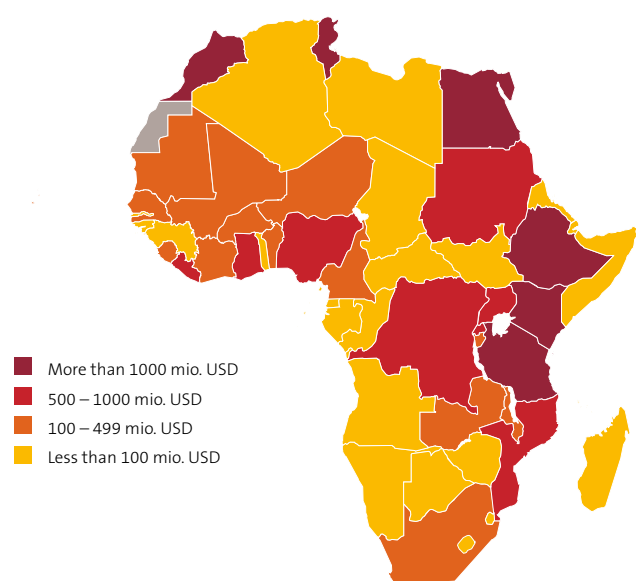 More than 1000 mio. USD
500 – 1000 mio. USD
100 – 499 mio. USD
Less than 100 mio. USD